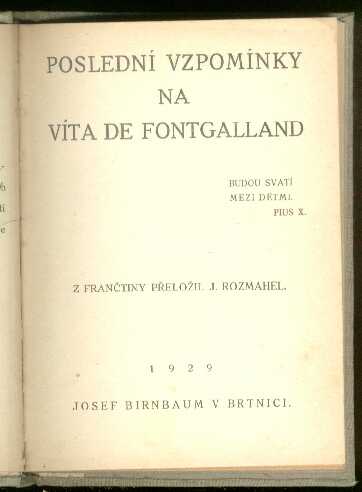 POSLEDNÍ VZPOMÍNKY
NA
VÍTA DE FONTGALLAND
BUDOU SVATÍ
MEZI DĚTMI.
PIUS X.
Z FRANČTINY PŘELOŽIL J. ROZMAHEL.
1929
JOSEF BIRNBAUM V BRTNICI.